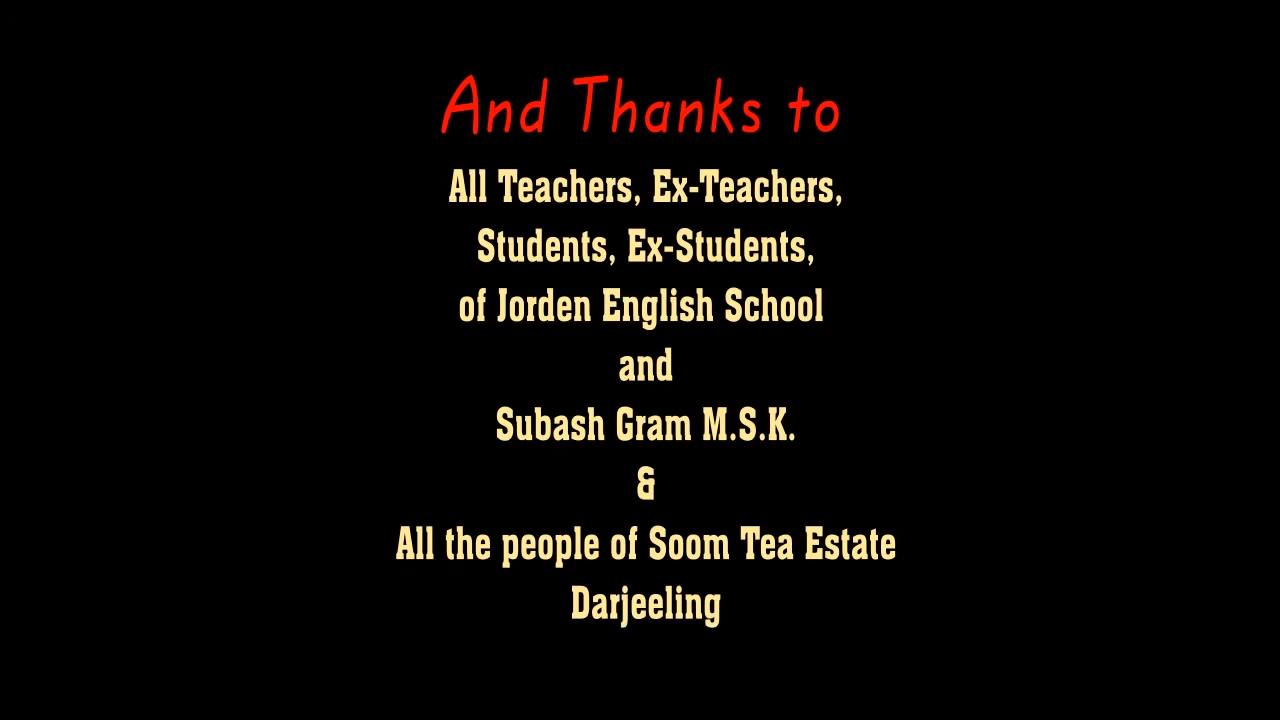 And Thanks to
All Teachers, Ex-Teachers,
Students, Ex-Students,
of Jorden English School
and
Subash Gram M.S.K.
&
All the people of Soom Tea Estate
Darjeeling